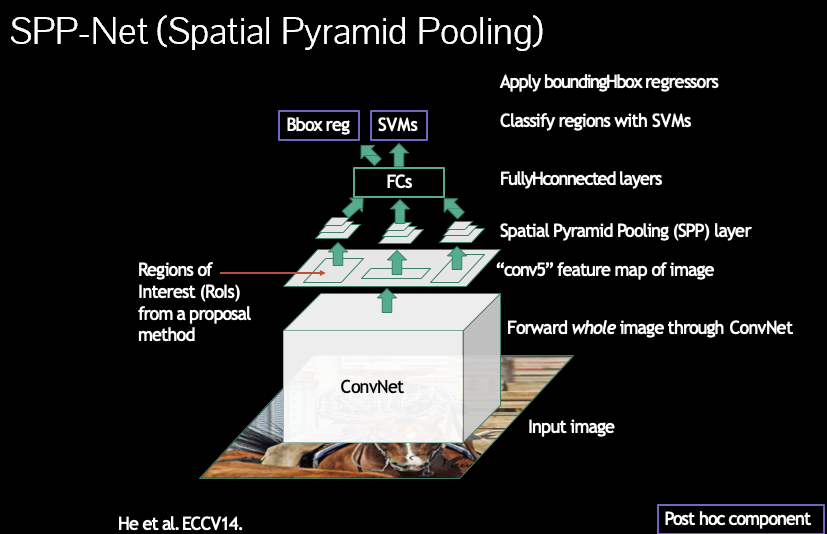 SPP-Net (Spatial Pyramid Pooling)
Apply boundingHbox regressors
Bbox reg
SVMs
Classify regions with SVMs
FCs
FullyHconnected layers
Spatial Pyramid Pooling (SPP) layer
Regions of
Interest (RoIs)
from a proposal
method
“conv5” feature map of image
Forward whole image through ConvNet
ConvNet
Input image
He et al. ECCV14.
Post hoc component